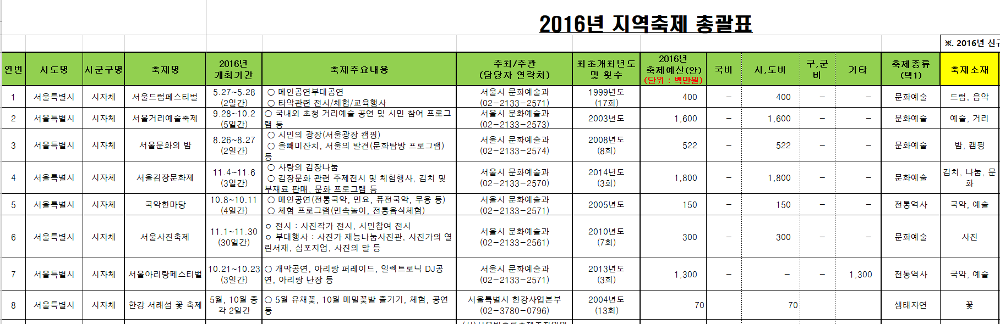 2016년 지역축제 총괄표
※. 2016년 신규
연번 시도명 시군구명 축제명 2016년 개최기간 축제주요내용 주최/주관 (담당자 연락처) 최초개최년도 및 횟수 2016년 축제예산(안) (단위 : 백만원) 국비 시,도비 구,군비 기타 축제종류 (택1) 축제소재
1 서울특별시 시자체 서울드럼페스티벌 5.27~5.28 (2일간) ○ 메인공연부대공연 ○ 타악관련 전시/체험/교육행사 서울시 문화예술과 (02-2133-2571) 1999년도 (17회) 400 - 400 - - 문화예술 드럼, 음악
2 서울특별시 시자체 서울거리예술축제 9.28~10.2 (5일간) ○ 국내외 초청 거리예술 공연 및 시민 참여 프로그램 등 서울시 문화예술과 (02-2133-2573) 2003년도 1,600 - 1,600 - - 문화예술 예술, 거리
3 서울특별시 시자체 서울문화의 밤 8.26~8.27 (2일간) ○ 시민의 광장(서울광장 캠핑) ○ 올빼미잔치, 서울의 발견(문화탐방 프로그램) 등 서울시 문화예술과 (02-2133-2574) 2008년도 (8회) 522 - 522 - - 문화예술 밤, 캠핑
4 서울특별시 시자체 서울김장문화제 11.4~11.6 (3일간) ○ 사랑의 김장나눔 ○ 김장문화 관련 주제전시 및 체험행사, 김치 및 부재료 판매, 문화 프로그램 등 서울시 문화예술과 (02-2133-2570) 2014년도 (3회) 1,800 - 1,800 - - 문화예술 김치, 나눔, 문화
5 서울특별시 시자체 국악한마당 10.8~10.11 (4일간) ○ 메인공연(전통국악, 민요, 퓨전국악, 무용 등) ○ 체험 프로그램(민속놀이, 전통음식체험) 서울시 문화예술과 (02-2133-2571) 2005년도 150 - 150 - - 전통역사 국악, 예술
6 서울특별시 시자체 서울사진축제 11.1~11.30 (30일간) ㅇ 전시 : 사진작가 전시, 시민참여 전시 ㅇ 부대행사 : 사진가 재능나눔사진관, 사진가의 열린서재, 심포지엄, 사진의 달 등 서울시 문화예술과 (02-2133-2561) 2010년도 (7회) 300 - 300 - - 문화예술 사진
7 서울특별시 시자체 서울아리랑페스티벌 10.21~10.23 (3일간) ○ 개막공연, 아리랑 퍼레이드, 일렉트로닉 DJ공연, 아리랑 난장 등 서울시 문화예술과 (02-2133-2571) 2013년도 (3회) 1,300 - - - 1,300 전통역사 국악, 예술
8 서울특별시 시자체 한강 서래섬 꽃 축제 5월, 10월 중 각 2일간 ○ 5월 유채꽃, 10월 메밀꽃밭 즐기기, 체험, 공연 등 서울특별시 한강사업본부 (02-3780-0796) 2004년도 (13회) 70 70 생태자연 꽃